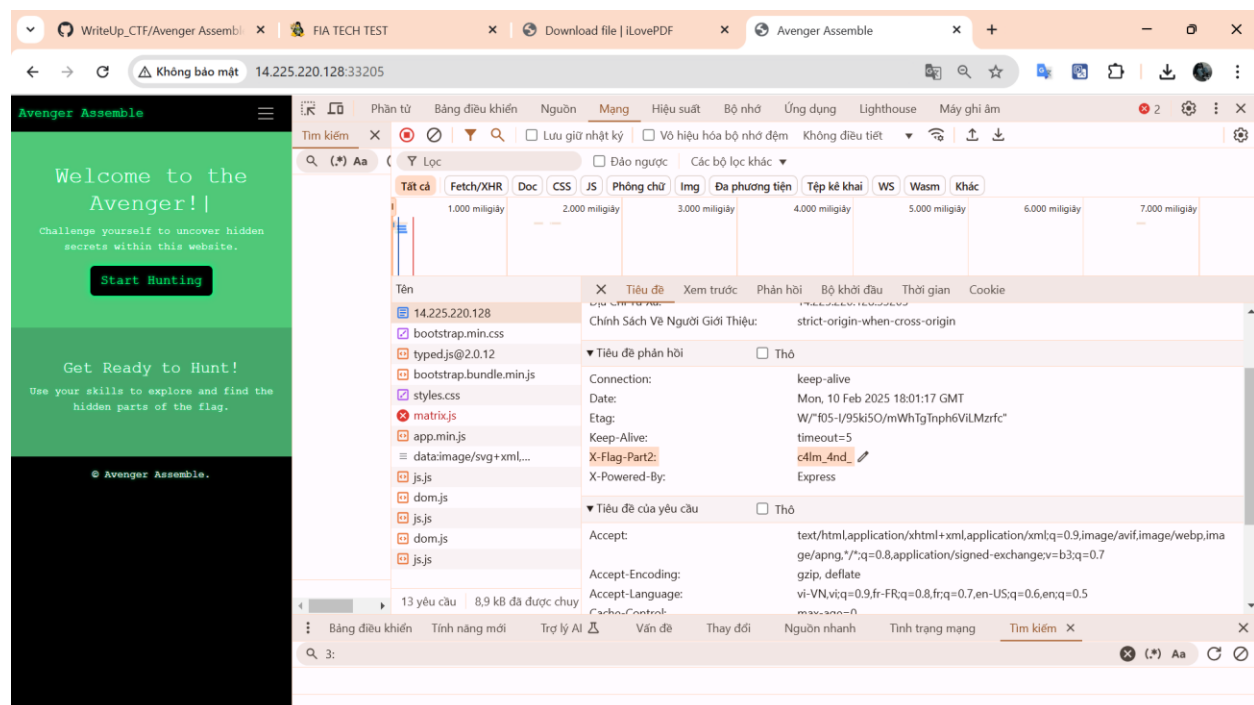 WriteUp_CTF/Avenger Assembl
FIA TECH TEST
Download file | iLovePDF
Avenger Assemble
Không bảo mật 14.225.220.128:33205
Avenger Assemble
Welcome to the
Avenger!|
Challenge yourself to uncover hidden
secrets within this website.
Start Hunting
Get Ready to Hunt!
Use your skills to explore and find the
hidden parts of the flag.
© Avenger Assemble.
Phần tử Bảng điều khiển Nguồn Mạng Hiệu suất Bộ nhớ Ứng dụng Lighthouse Máy ghi âm 2
Tìm kiếm Lưu giữ nhật ký Vô hiệu hóa bộ nhớ đệm Không điều tiết
(.*) Aa Lọc Đảo ngược Các bộ lọc khác
Tất cả Fetch/XHR Doc CSS JS Phông chữ Img Đa phương tiện Tệp kê khai WS Wasm Khác
1.000 miligiây 2.000 miligiây 3.000 miligiây 4.000 miligiây 5.000 miligiây 6.000 miligiây 7.000 miligiây
Tên
14.225.220.128
bootstrap.min.css
typed.js@2.0.12
bootstrap.bundle.min.js
styles.css
matrix.js
app.min.js
data:image/svg+xml,...
js.js
dom.js
js.js
dom.js
js.js
13 yêu cầu 8,9 kB đã được chuy
Tiêu đề Xem trước Phản hồi Bộ khởi đầu Thời gian Cookie
Chính Sách Về Người Giới Thiệu: strict-origin-when-cross-origin
Tiêu đề phản hồi Thô
Connection: keep-alive
Date: Mon, 10 Feb 2025 18:01:17 GMT
Etag: W/"f05-I/95ki5O/mWhTgTnph6ViLMzrfc"
Keep-Alive: timeout=5
X-Flag-Part2: c4lm_4nd_
X-Powered-By: Express
Tiêu đề của yêu cầu Thô
Accept: text/html,application/xhtml+xml,application/xml;q=0.9,image/avif,image/webp,ima
ge/apng,*/*;q=0.8,application/signed-exchange;v=b3;q=0.7
Accept-Encoding: gzip, deflate
Accept-Language: vi-VN,vi;q=0.9,fr-FR;q=0.8,fr;q=0.7,en-US;q=0.6,en;q=0.5
Cache-Control: max-age=0
Bảng điều khiển Tính năng mới Trợ lý AI Vấn đề Thay đổi Nguồn nhanh Tình trạng mạng Tìm kiếm
3: (.*) Aa